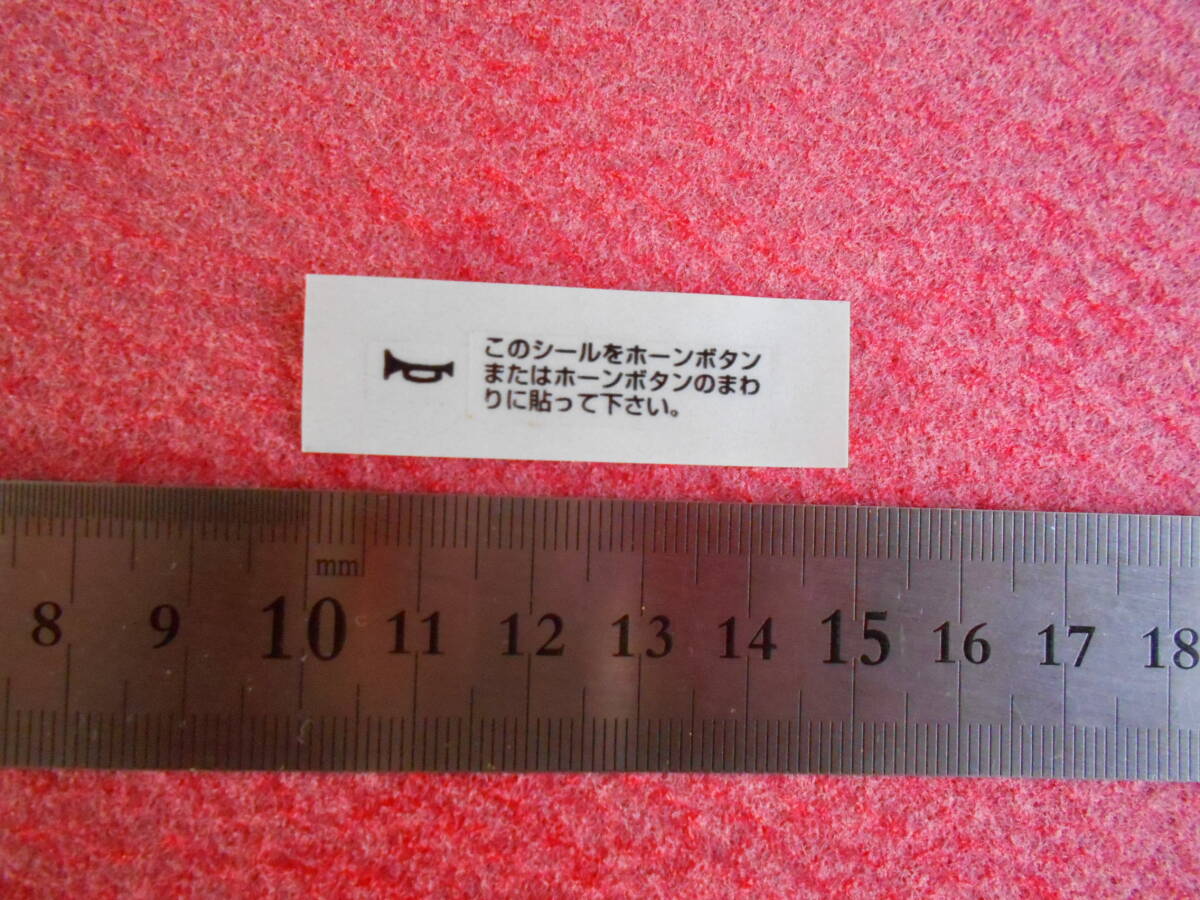 このシールをホーンボタン
またはホーンボタンのまわ
りに貼って下さい。
mm
8 9 10 11 12 13 14 15 16 17 18